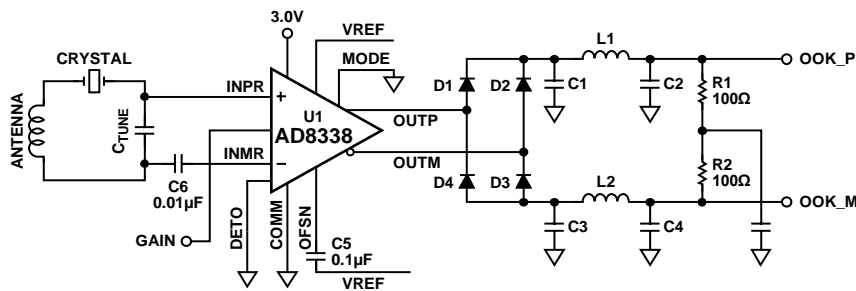 3.0V
VREF
CRYSTAL
MODE
L1
OOK_P
INPR
+
U1
AD8338
D1
D2
C1
C2
R1
100Ω
ANTENNA
CTUNE
OUTP
INMR
−
OUTM
C6
0.01µF
D4
D3
L2
R2
100Ω
OOK_M
GAIN
DETO
COMM
OFSN
C5
0.1µF
VREF
C3
C4